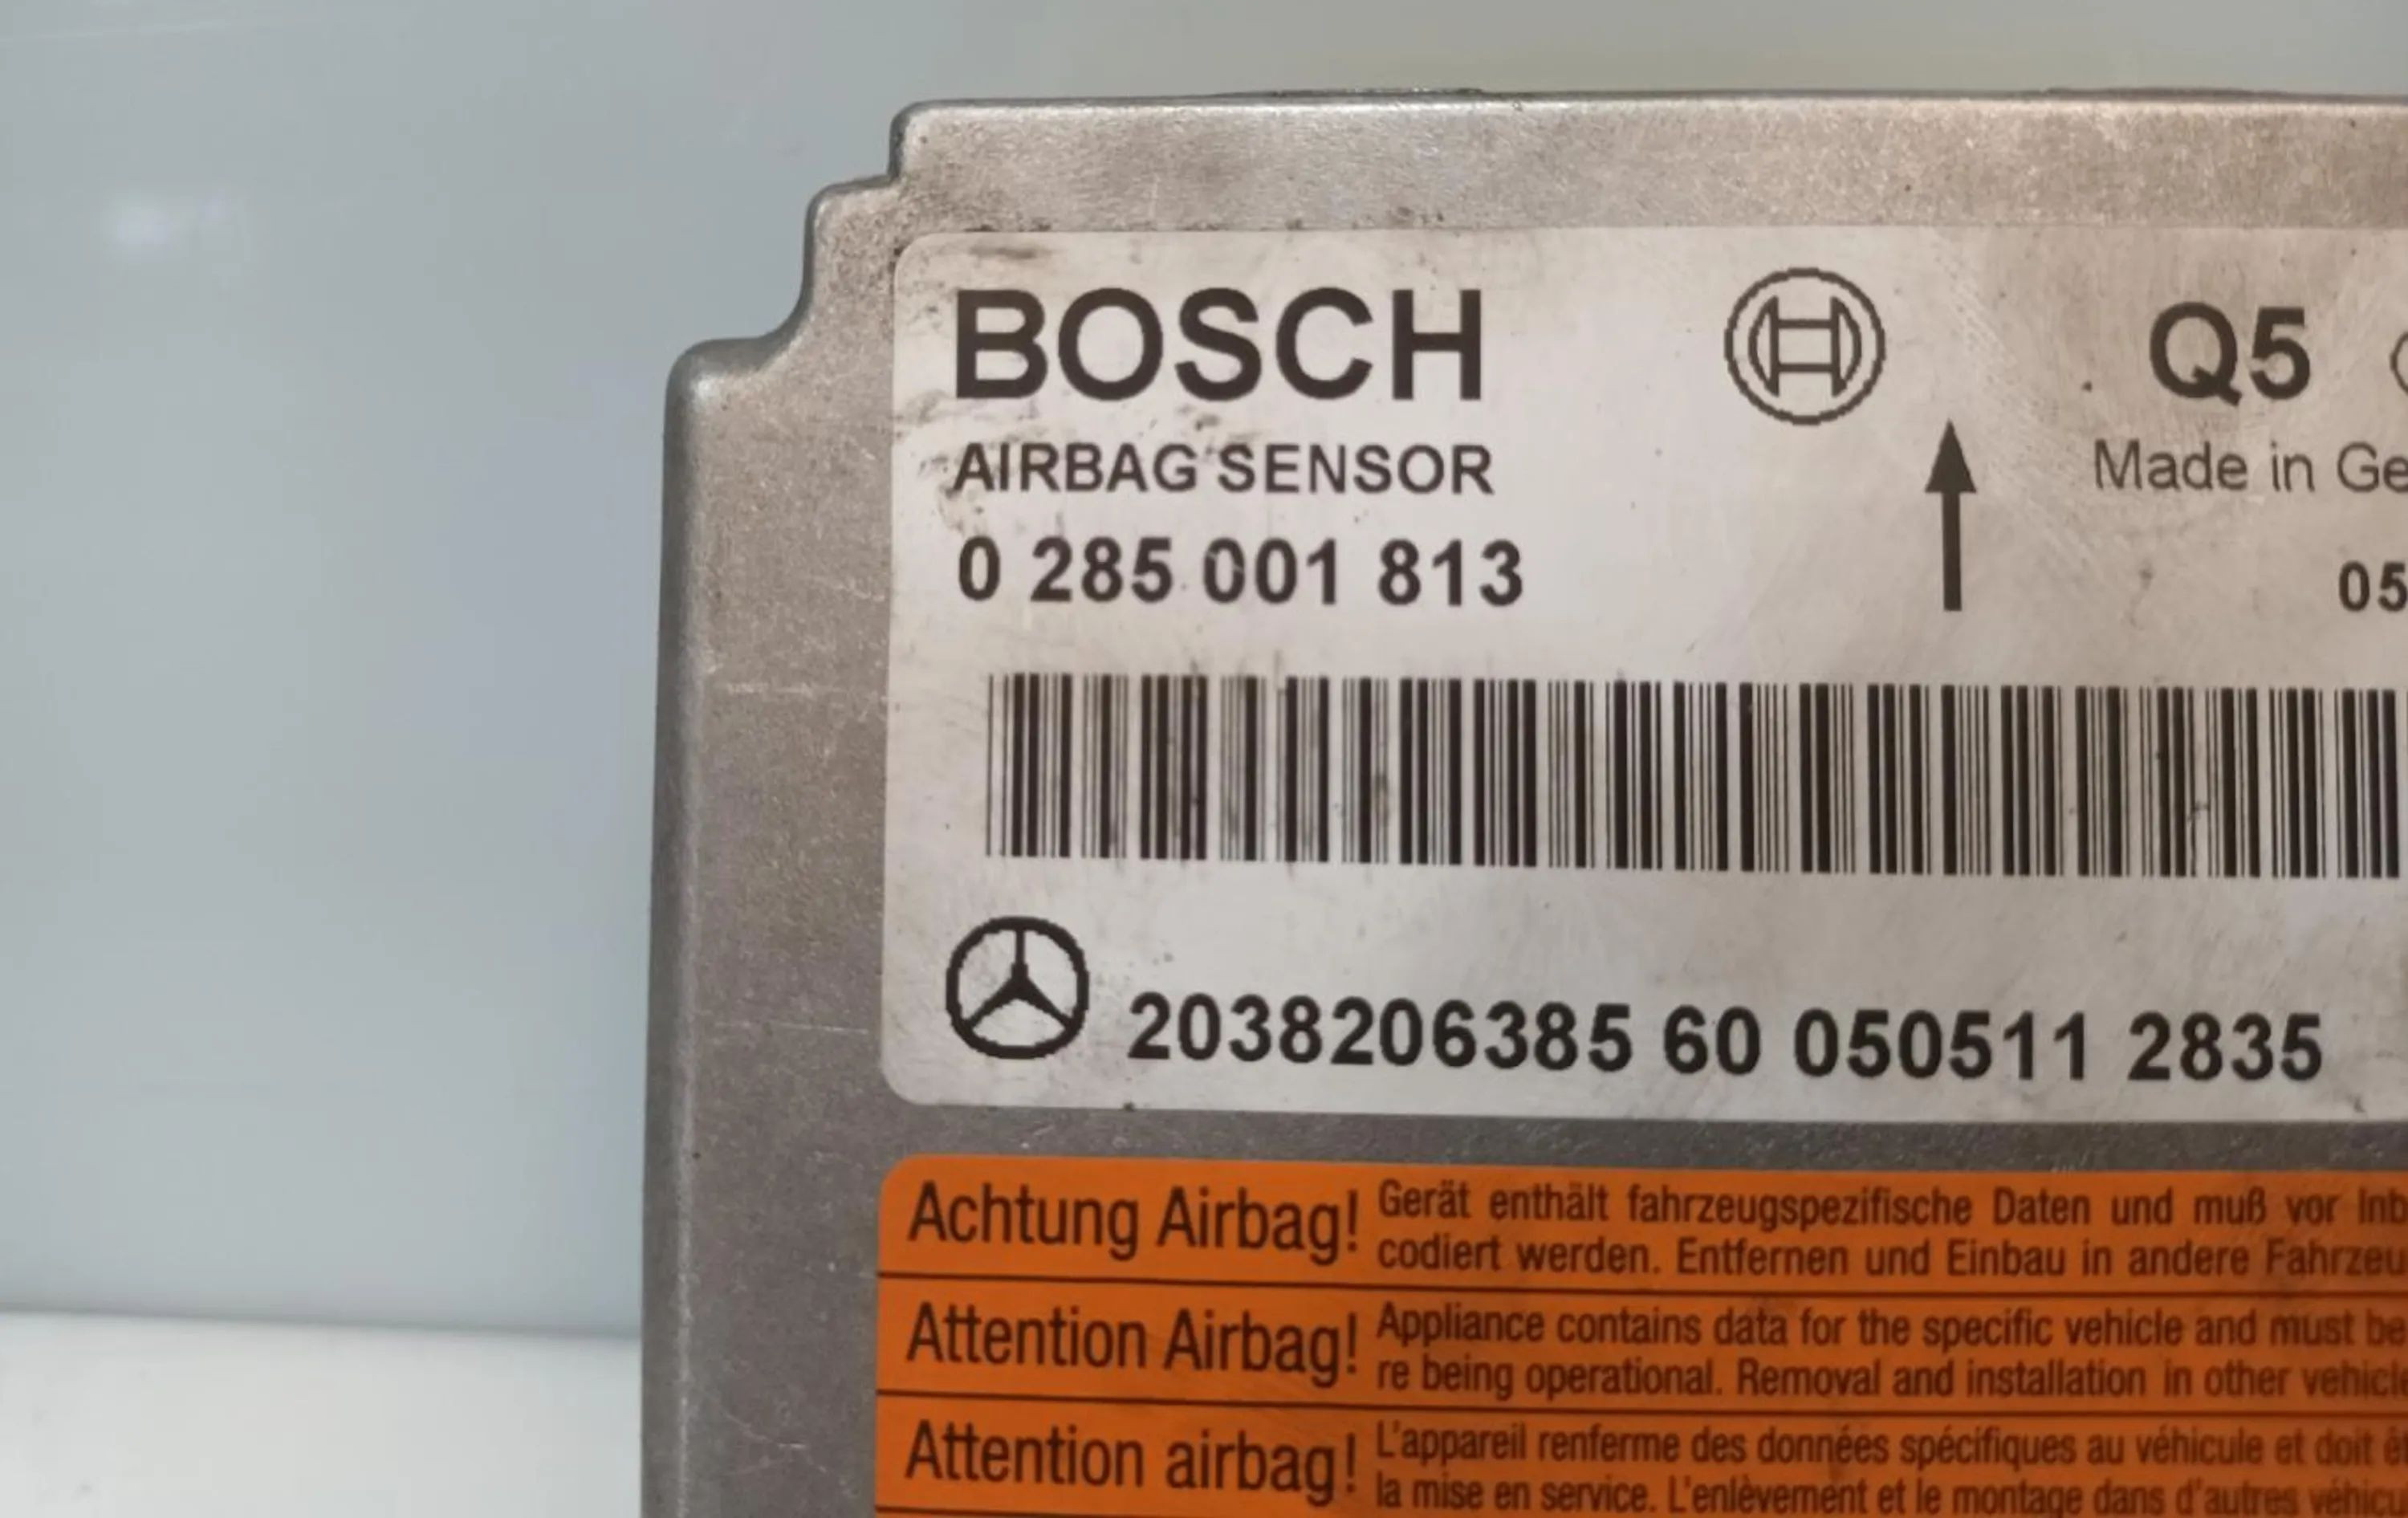 BOSCH
Q5
AIRBAG SENSOR
Made in
0 285 001 813
2038206385 60 050511 2835
Achtung Airbag! Gerät enthält fahrzeugspezifische Daten und muß vor
codiert werden. Entfernen und Einbau in andere
Attention Airbag! Appliance contains data for the specific vehicle and must be
re being operational. Removal and installation in other
Attention airbag! L'appareil renferme des données spécifiques au véhicule et doit
la mise en service. L'enlèvement et le montage dans d'autres